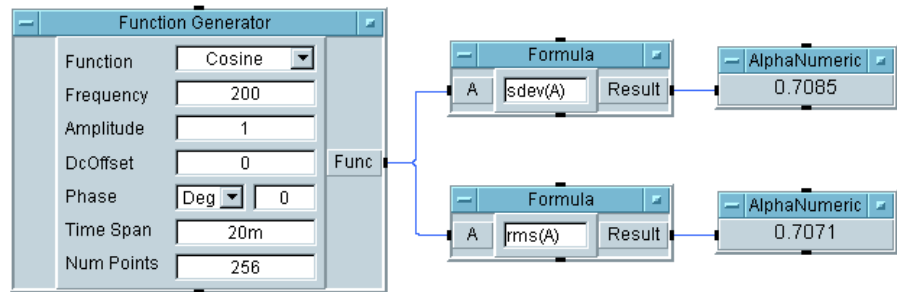 Function Generator
Function Cosine
Frequency 200
Amplitude 1
DcOffset 0
Phase Deg 0
Time Span 20m
Num Points 256
Func
Formula
A sdev(A) Result
AlphaNumeric
0.7085
Formula
A rms(A) Result
AlphaNumeric
0.7071